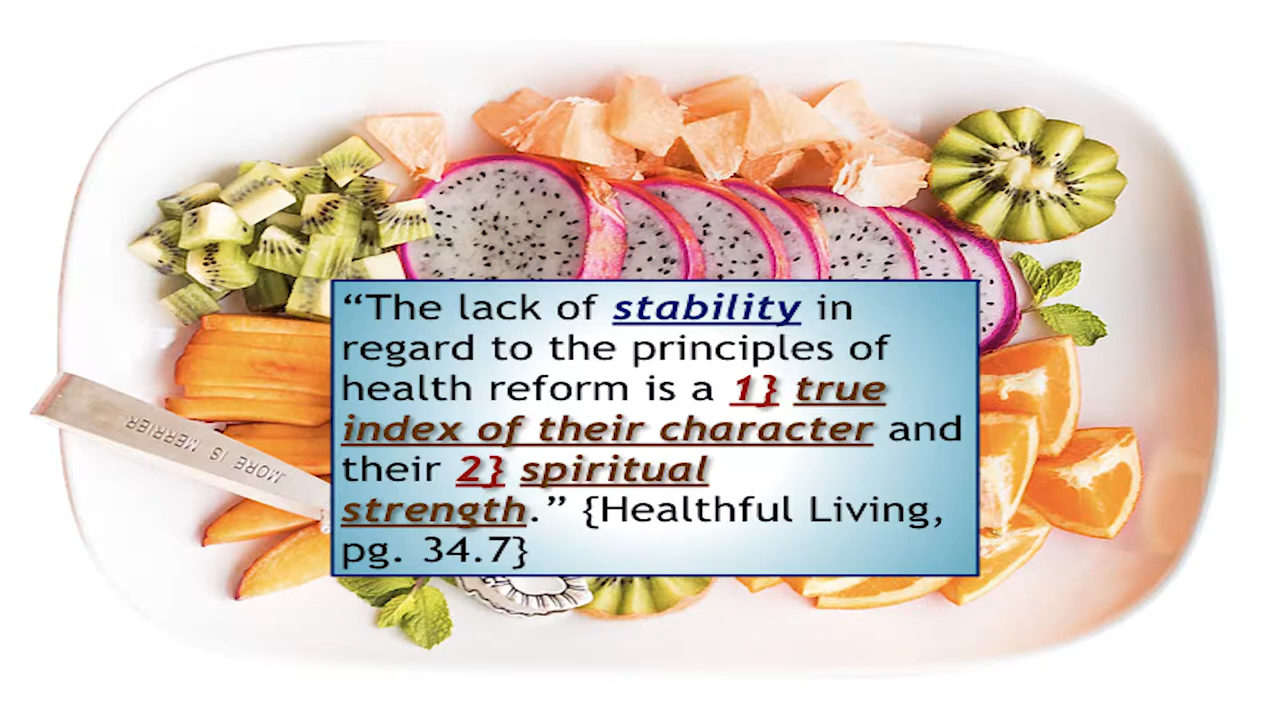 “The lack of stability in
regard to the principles of
health reform is a 1} true
index of their character and
their 2} spiritual
strength.” {Healthful Living,
pg. 34.7}
MORE IS MERRIER